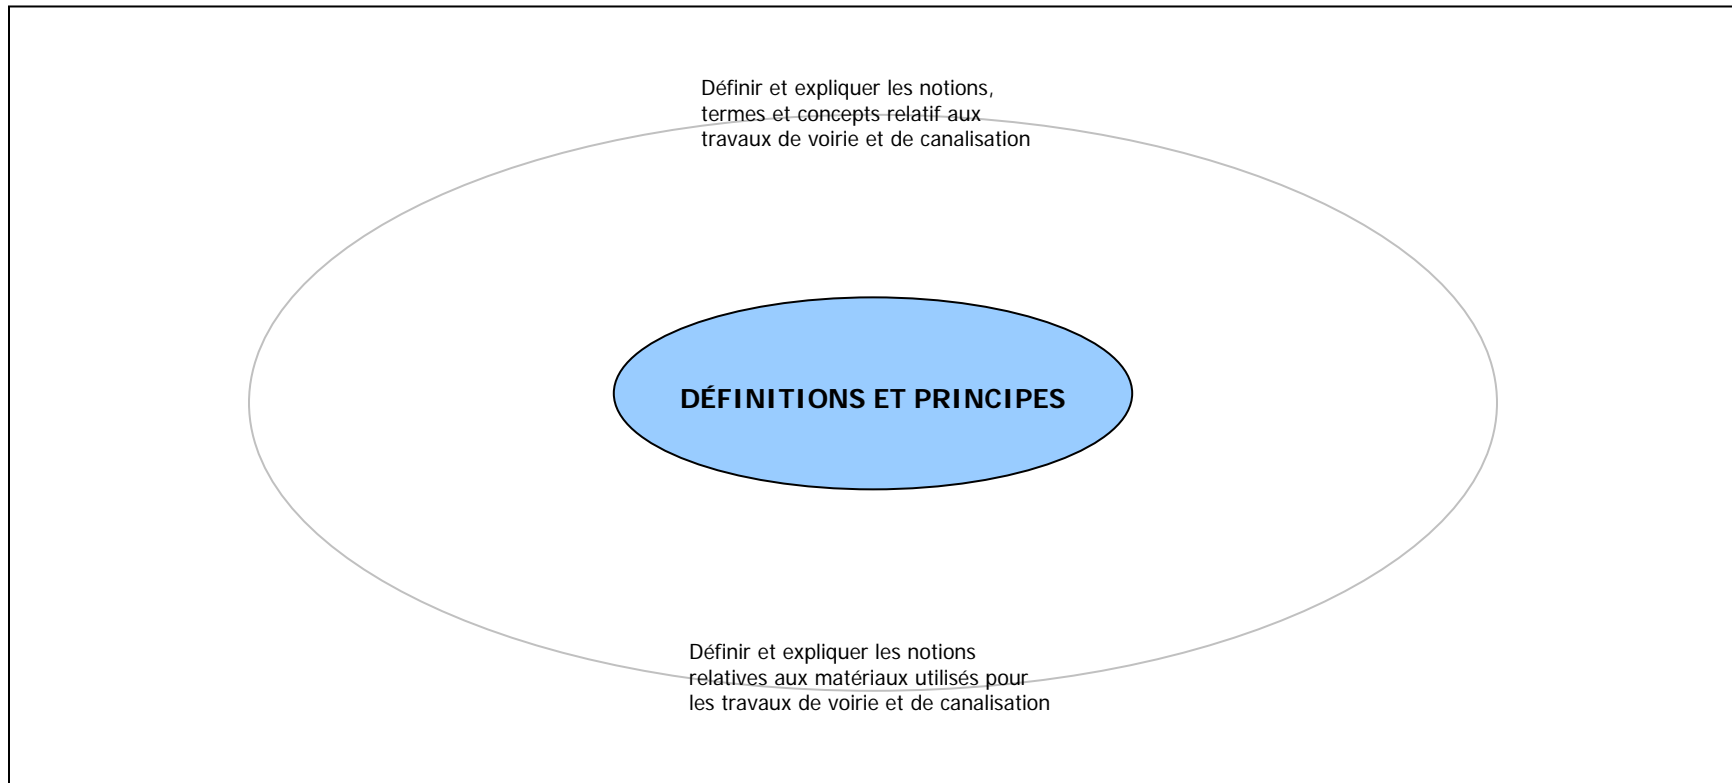 Définir et expliquer les notions,
termes et concepts relatif aux
travaux de voirie et de canalisation
DÉFINITIONS ET PRINCIPES
Définir et expliquer les notions
relatives aux matériaux utilisés pour
les travaux de voirie et de canalisation